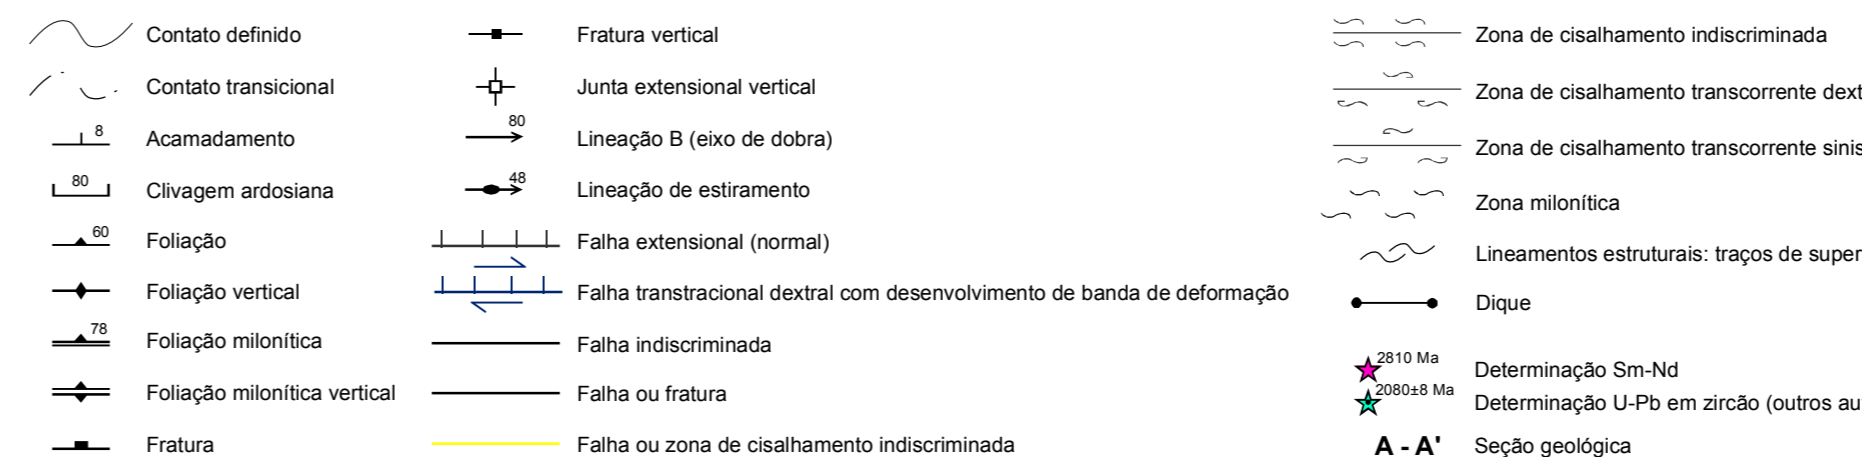 Contato definido
Contato transicional
8 Acamadamento
80 Clivagem ardosiana
60 Foliação
Foliação vertical
78 Foliação milonítica
Foliação milonítica vertical
Fratura
Fratura vertical
Junta extensional vertical
80 Lineação B (eixo de dobra)
48 Lineação de estiramento
Falha extensional (normal)
Falha transtracional dextral com desenvolvimento de banda de deformação
Falha indiscriminada
Falha ou fratura
Falha ou zona de cisalhamento indiscriminada
Zona de cisalhamento indiscriminada
Zona de cisalhamento transcorrente dext
Zona de cisalhamento transcorrente sinis
Zona milonítica
Lineamentos estruturais: traços de super
Dique
2810 Ma Determinação Sm-Nd
2080±8 Ma Determinação U-Pb em zircão (outros au
A - A' Seção geológica